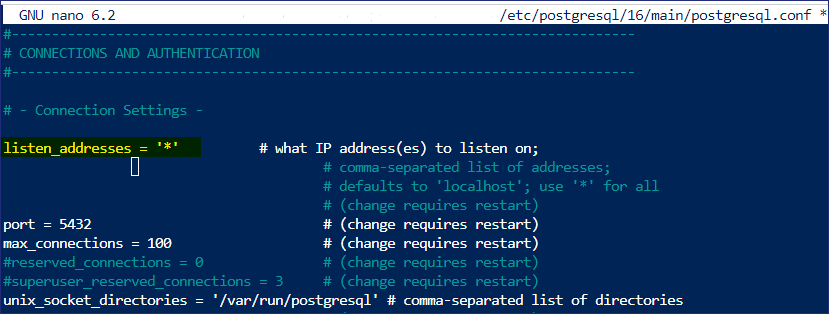 GNU nano 6.2 /etc/postgresql/16/main/postgresql.conf *
#------------------------------------------------------------------------------
# CONNECTIONS AND AUTHENTICATION
#------------------------------------------------------------------------------
# - Connection Settings -
listen_addresses = '*' # what IP address(es) to listen on;
# comma-separated list of addresses;
# defaults to 'localhost'; use '*' for all
# (change requires restart)
port = 5432 # (change requires restart)
max_connections = 100 # (change requires restart)
#reserved_connections = 0 # (change requires restart)
#superuser_reserved_connections = 3 # (change requires restart)
unix_socket_directories = '/var/run/postgresql' # comma-separated list of directories